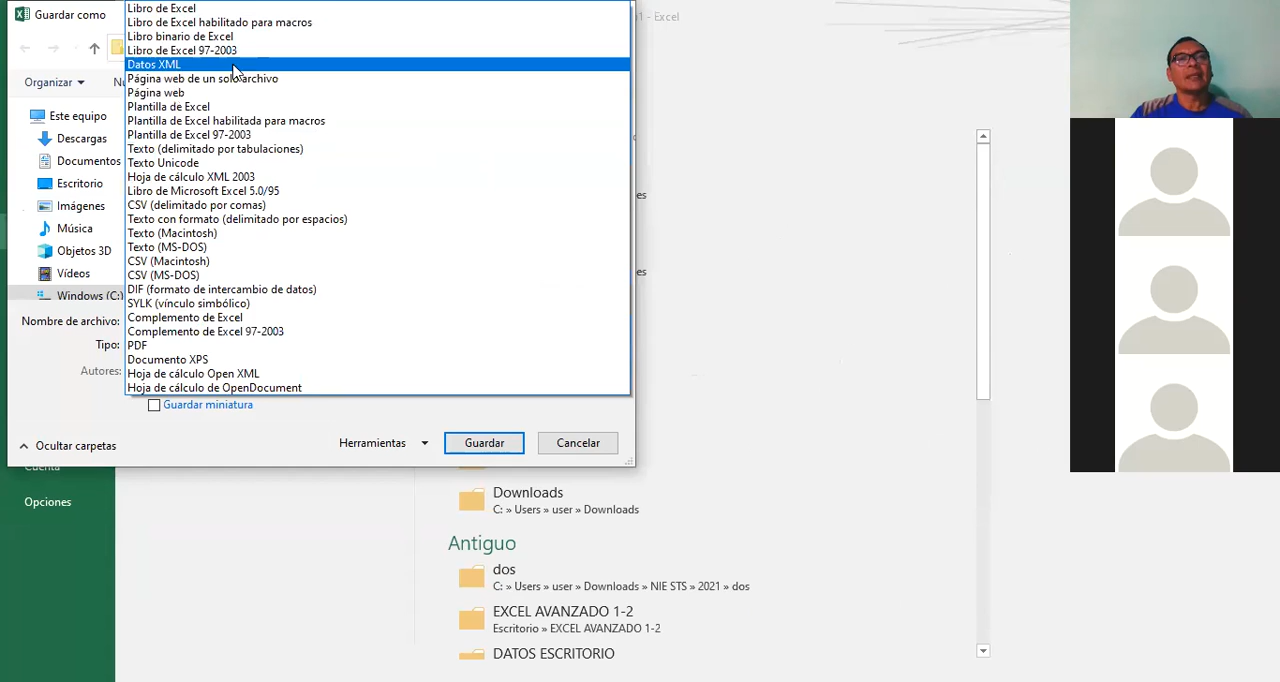 Guardar como
1 - Excel
Organizar
Nu
Este equipo
Descargas
Documentos
Escritorio
Imágenes
Música
Objetos 3D
Vídeos
Windows (C:)
Nombre de archivo:
Tipo:
Autores:
Libro de Excel
Libro de Excel habilitado para macros
Libro binario de Excel
Libro de Excel 97-2003
Datos XML
Página web de un solo archivo
Página web
Plantilla de Excel
Plantilla de Excel habilitada para macros
Plantilla de Excel 97-2003
Texto (delimitado por tabulaciones)
Texto Unicode
Hoja de cálculo XML 2003
Libro de Microsoft Excel 5.0/95
CSV (delimitado por comas)
Texto con formato (delimitado por espacios)
Texto (Macintosh)
Texto (MS-DOS)
CSV (Macintosh)
CSV (MS-DOS)
DIF (formato de intercambio de datos)
SYLK (vínculo simbólico)
Complemento de Excel
Complemento de Excel 97-2003
PDF
Documento XPS
Hoja de cálculo Open XML
Hoja de cálculo de OpenDocument
Guardar miniatura
Ocultar carpetas
Herramientas
Guardar
Cancelar
es
es
Cuenta
Opciones
Downloads
C: » Users » user » Downloads
Antiguo
dos
C: » Users » user » Downloads » NIE STS » 2021 » dos
EXCEL AVANZADO 1-2
Escritorio » EXCEL AVANZADO 1-2
DATOS ESCRITORIO